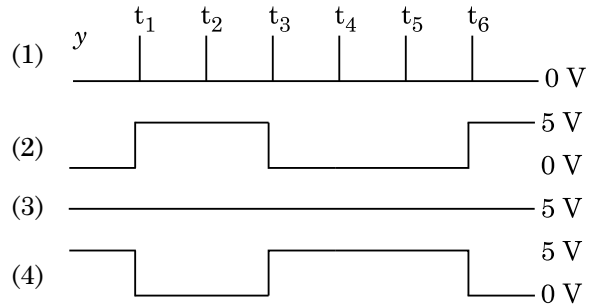 t1 t2 t3 t4 t5 t6
(1) y 0 V
5 V
(2) 0 V
(3) 5 V
5 V
(4) 0 V